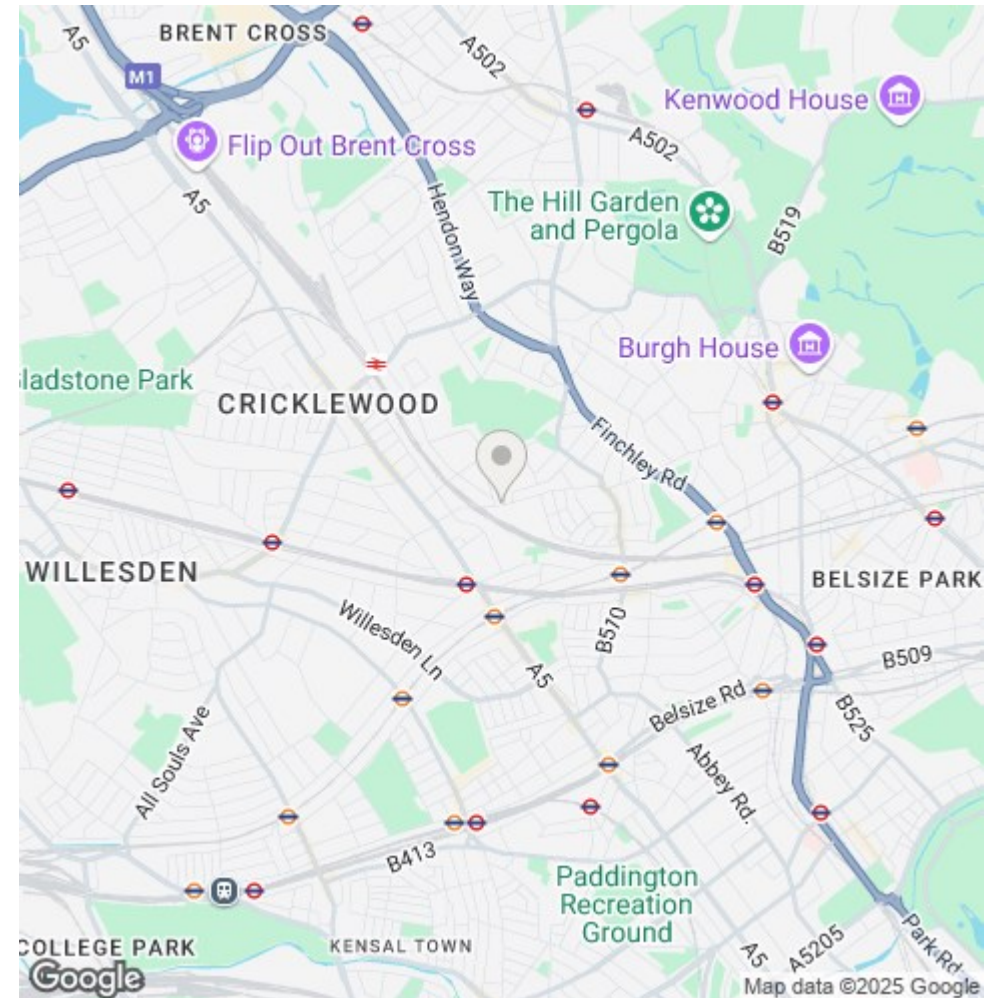 A5
BRENT CROSS
A502
M1
Kenwood House
Flip Out Brent Cross
A502
A5
The Hill Garden
and Pergola
B519
Hendon Way
Burgh House
ladstone Park
CRICKLEWOOD
Finchley Rd
WILLESDEN
BELSIZE PARK
Willesden Ln
B510
B509
A5
Belsize Rd
B525
All Souls Ave
Abbey Rd.
B413
Paddington
Recreation
Ground
COLLEGE PARK
KENSAL TOWN
A5
A5205
Park Rd
Google
Map data ©2025 Google